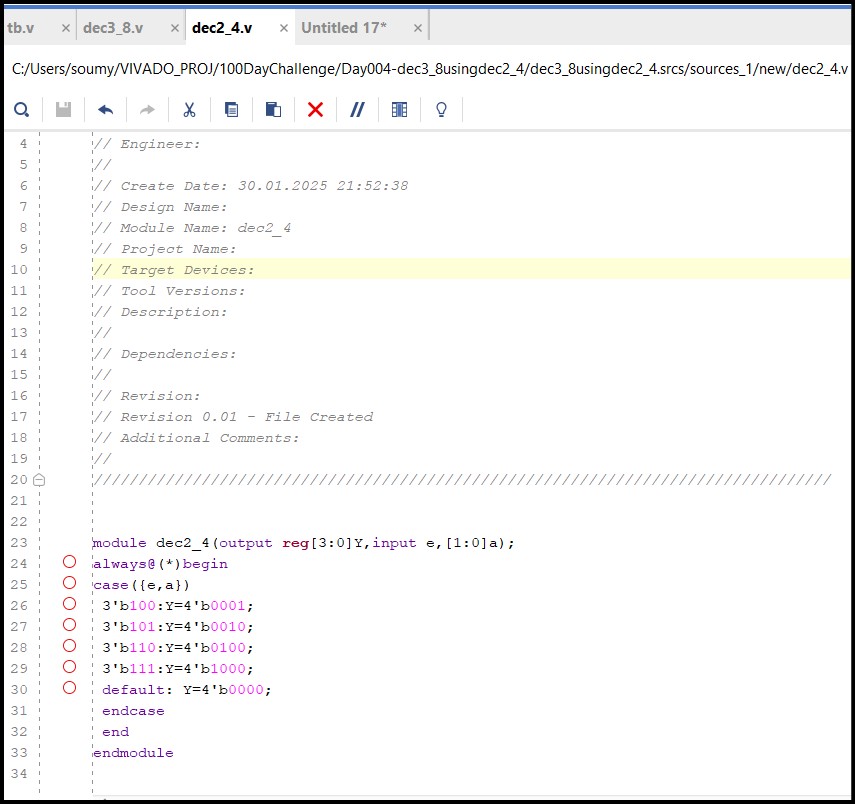 tb.v × dec3_8.v × dec2_4.v × Untitled 17* ×
C:/Users/soumy/VIVADO_PROJ/100DayChallenge/Day004-dec3_8usingdec2_4/dec3_8usingdec2_4.srcs/sources_1/new/dec2_4.v
4 // Engineer:
5 //
6 // Create Date: 30.01.2025 21:52:38
7 // Design Name:
8 // Module Name: dec2_4
9 // Project Name:
10 // Target Devices:
11 // Tool Versions:
12 // Description:
13 //
14 // Dependencies:
15 //
16 // Revision:
17 // Revision 0.01 - File Created
18 // Additional Comments:
19 //
20 //////////////////////////////////////////////////////////////////////////////////
21
22
23 module dec2_4(output reg[3:0]Y,input e,[1:0]a);
24 always@(*)begin
25 case({e,a})
26 3'b100:Y=4'b0001;
27 3'b101:Y=4'b0010;
28 3'b110:Y=4'b0100;
29 3'b111:Y=4'b1000;
30 default: Y=4'b0000;
31 endcase
32 end
33 endmodule
34